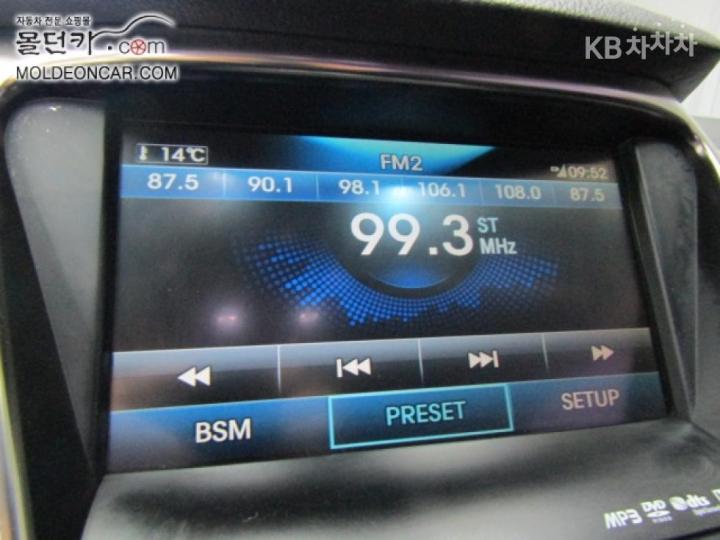 자동차 전문 쇼핑몰
몰던카.com
MOLDEONCAR.COM
KB차차차
14℃
FM2
09:52
87.5 90.1 98.1 106.1 108.0 87.5
99.3 ST MHz
BSM PRESET SETUP
MP3 DVD dts